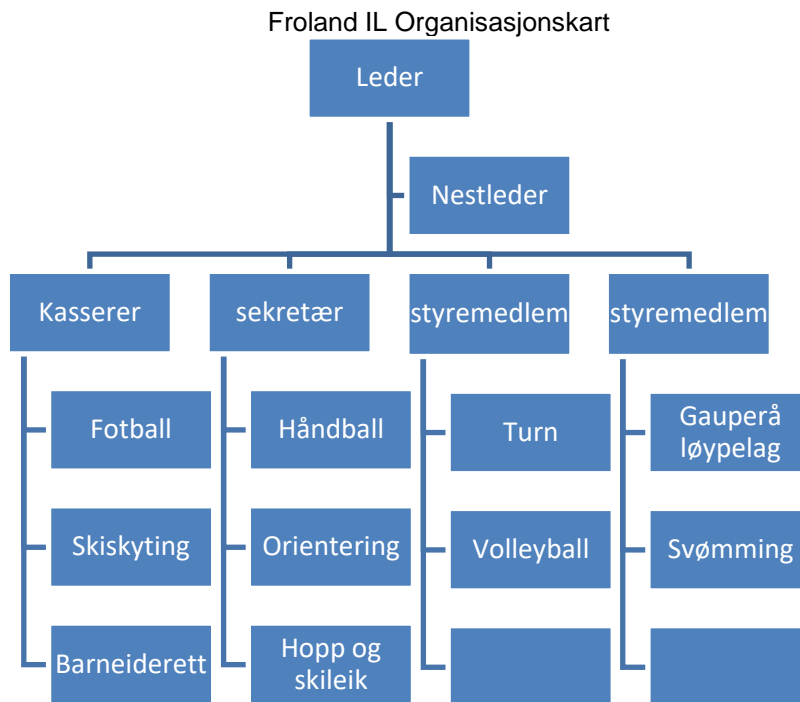 Froland IL Organisasjonskart
Leder
Nestleder
Kasserer
sekretær
styremedlem
styremedlem
Fotball
Håndball
Turn
Gauperå
løypelag
Skiskyting
Orientering
Volleyball
Svømming
Barneiderett
Hopp og
skileik